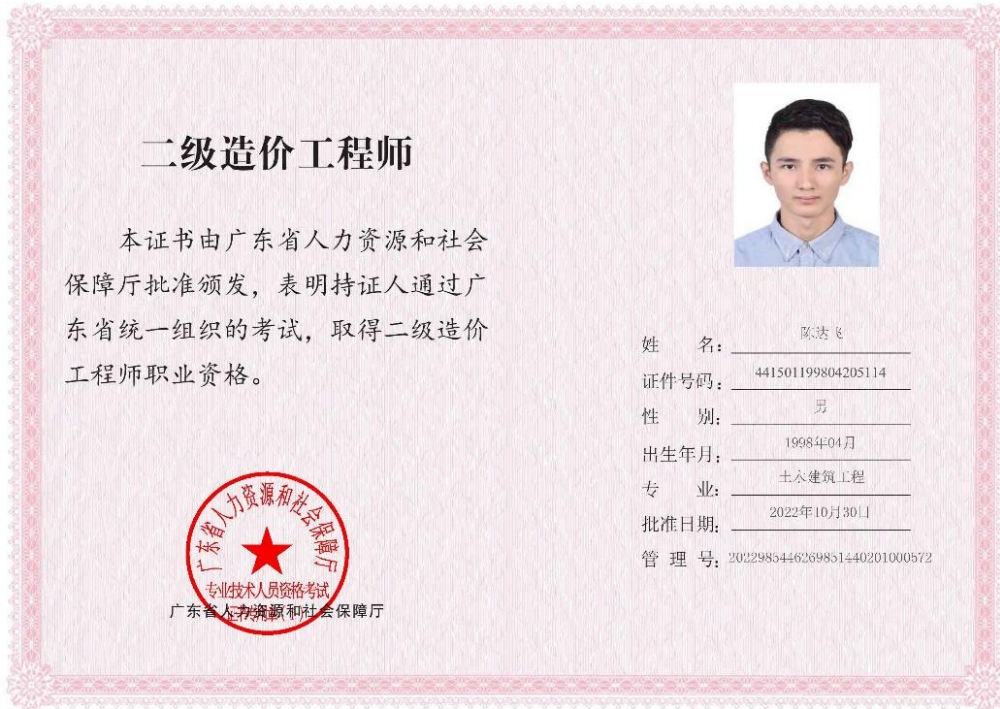 二级造价工程师
本证书由广东省人力资源和社会
保障厅批准颁发，表明持证人通过广
东省统一组织的考试，取得二级造价
工程师职业资格。
广东省人力资源和社会保障厅
专业技术人员资格考试
广东省人力资源和社会保障厅
姓 名：陈达飞
证件号码：441501199804205114
性 别：男
出生年月：1998年04月
专 业：土木建筑工程
批准日期：2022年10月30日
管 理 号：2022985446269851440201000572